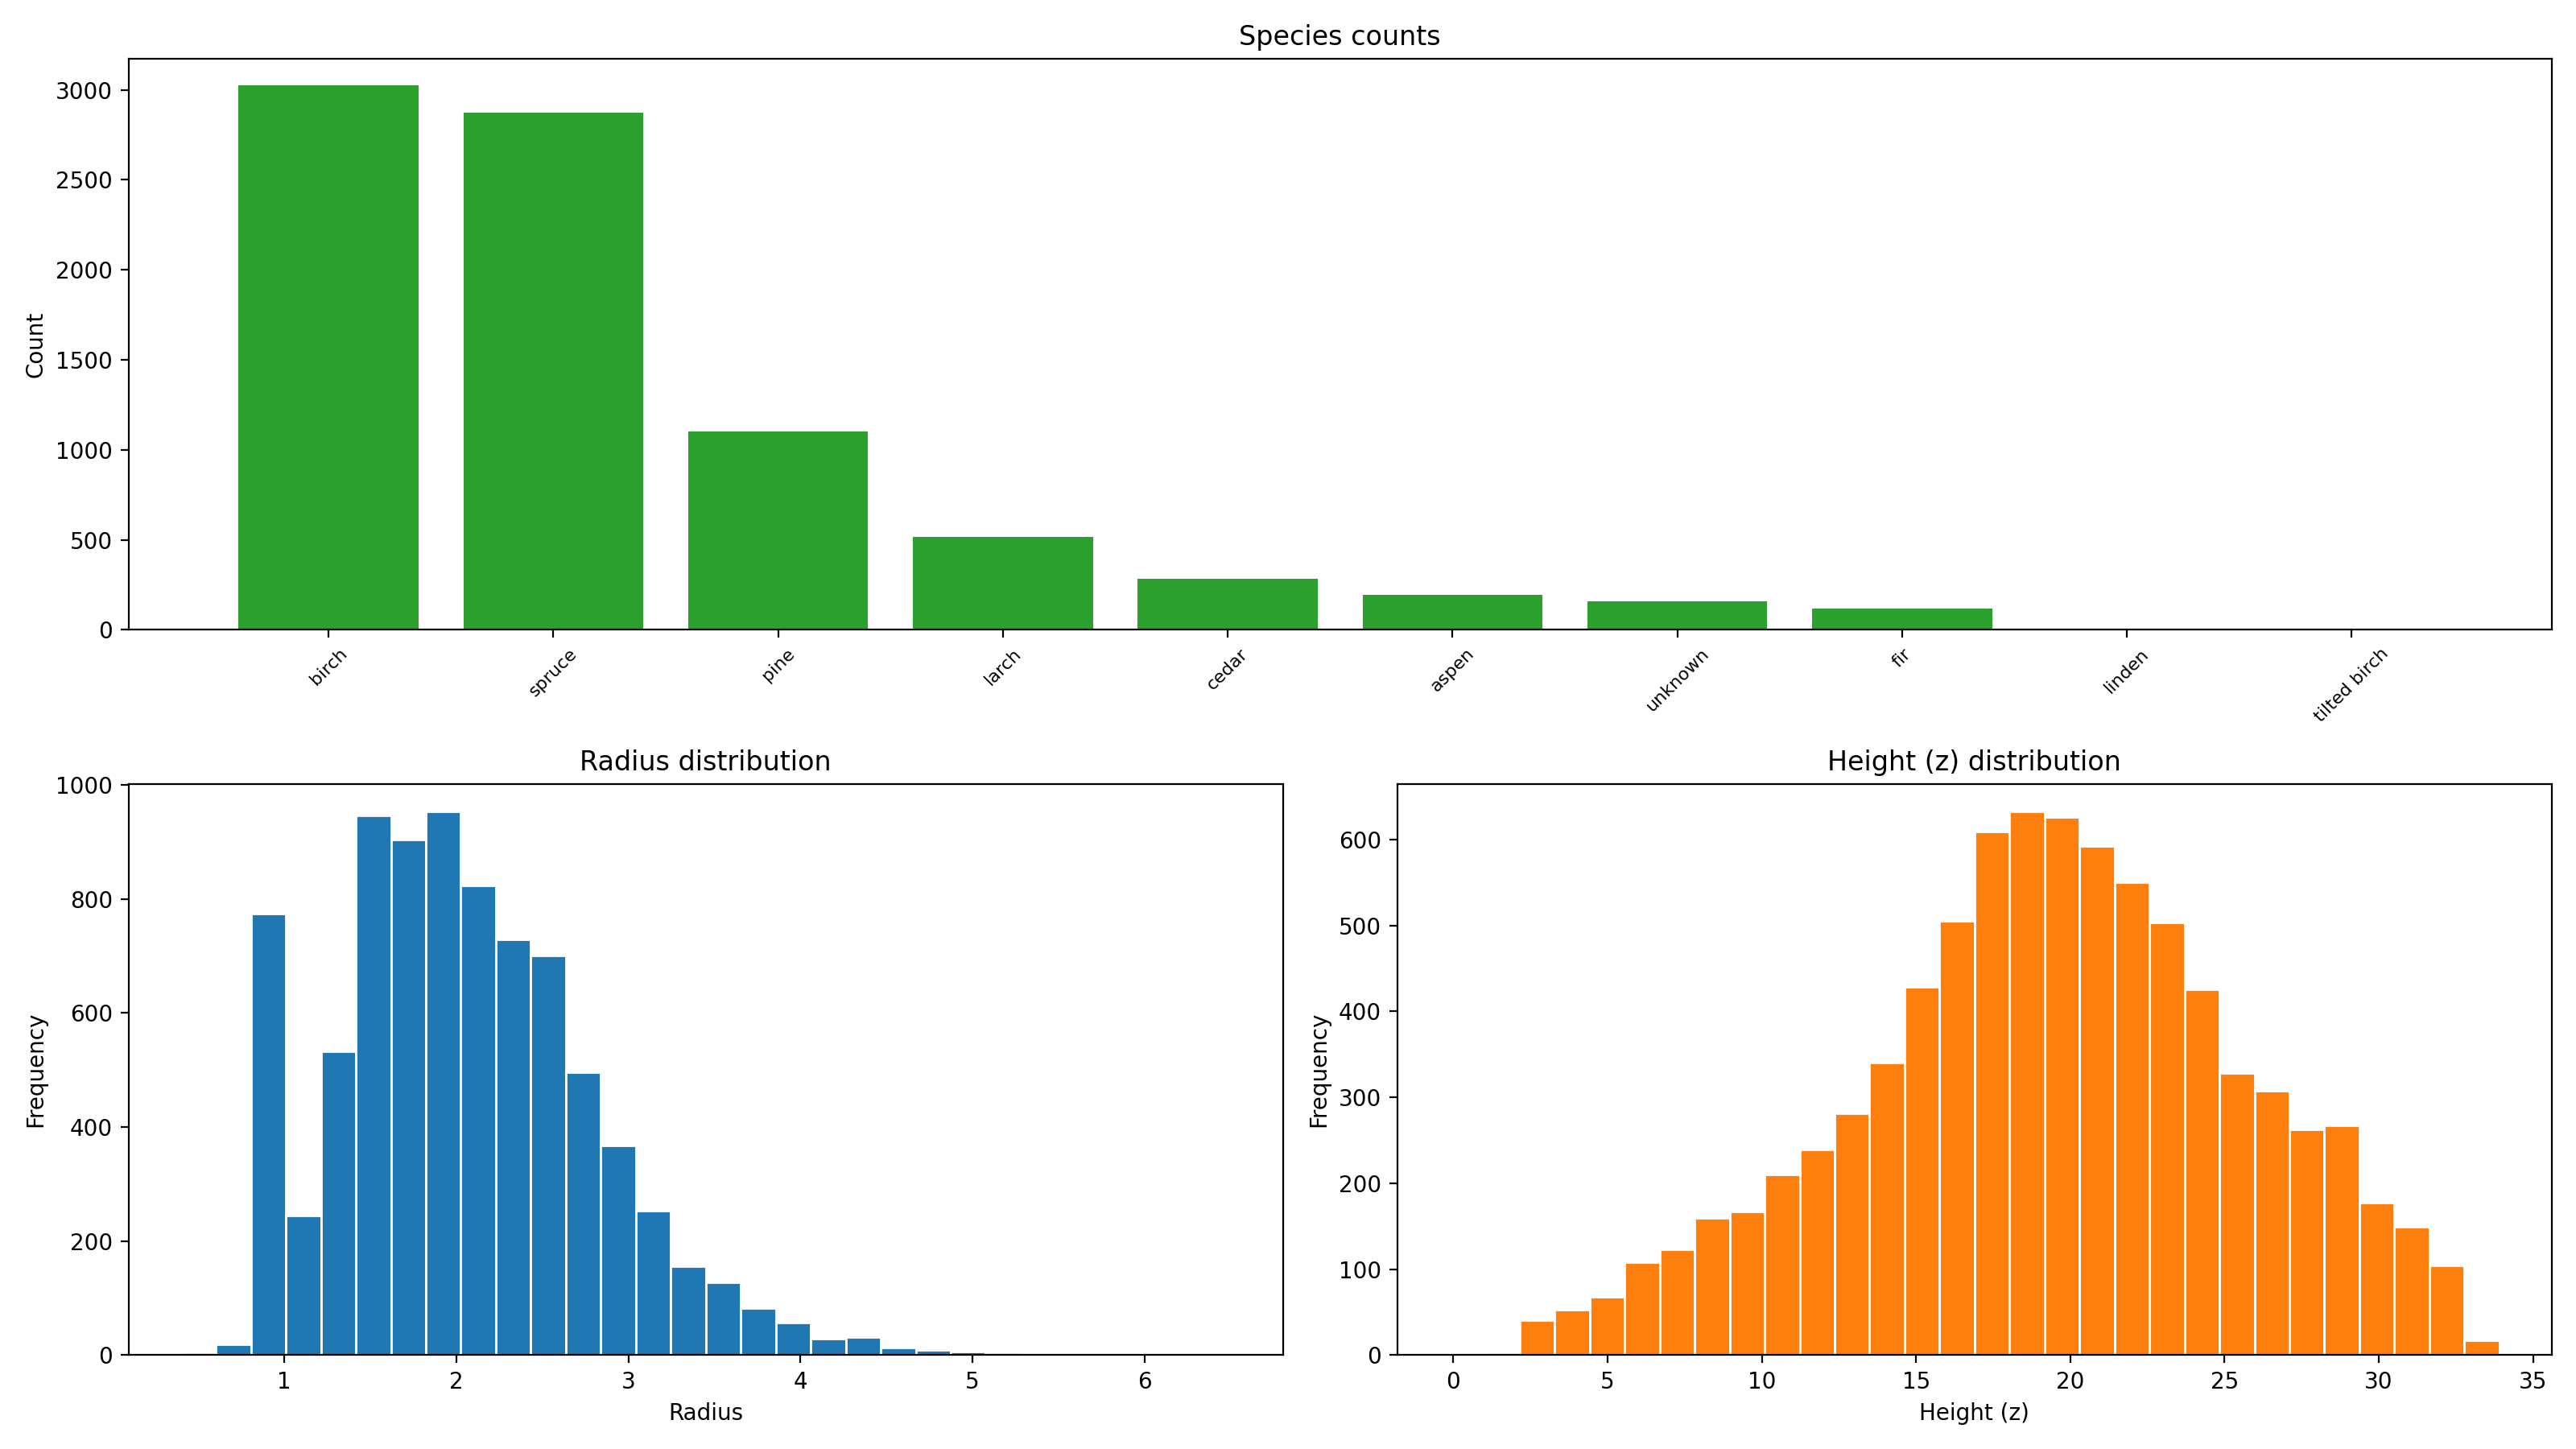 Species counts
3000
2500
2000
1500
1000
500
0
Count
birch
spruce
pine
larch
cedar
aspen
unknown
fir
linden
tilted birch
Radius distribution
1000
800
600
400
200
0
Frequency
1 2 3 4 5 6
Radius
Height (z) distribution
600
500
400
300
200
100
0
Frequency
0 5 10 15 20 25 30 35
Height (z)